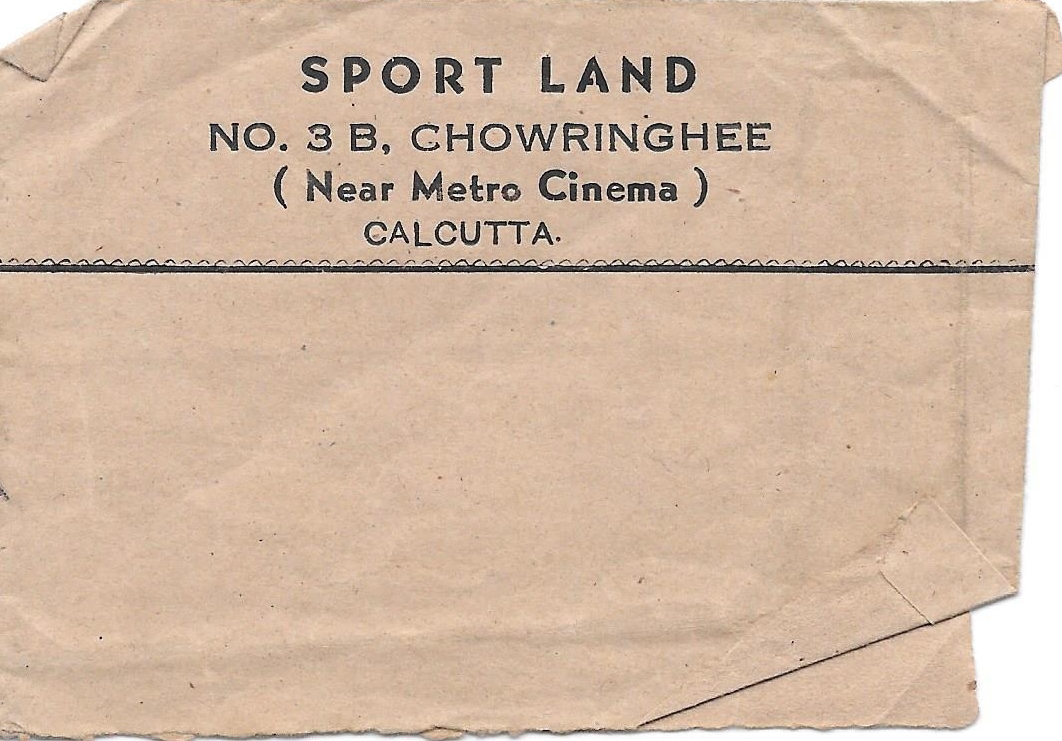 SPORT LAND
NO. 3 B, CHOWRINGHEE
( Near Metro Cinema )
CALCUTTA.